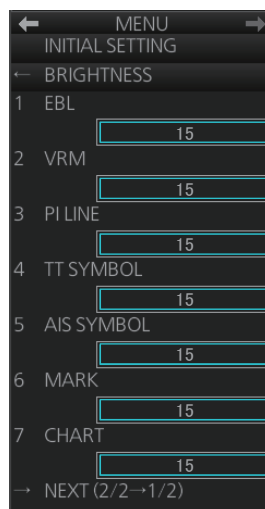 ← MENU →
INITIAL SETTING
← BRIGHTNESS
1 EBL
15
2 VRM
15
3 PI LINE
15
4 TT SYMBOL
15
5 AIS SYMBOL
15
6 MARK
15
7 CHART
15
→ NEXT (2/2→1/2)